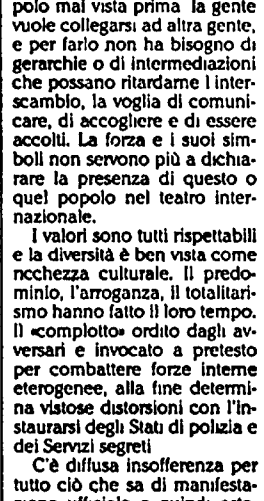 polo mai vista prima la gente
vuole collegarsi ad altra gente,
e per farlo non ha bisogno di
gerarchie o di intermediazioni
che possano ritardame l inter-
scambio, la voglia di comuni-
care, di accogliere e di essere
accolti. La forza e i suoi sim-
boli non servono più a dichia-
rare la presenza di questo o
quel popolo nel teatro inter-
nazionale.
I valori sono tutti rispettabili
e la diversità è ben vista come
ricchezza culturale. Il predo-
minio, l'arroganza, il totalitari-
smo hanno fatto il loro tempo.
Il «complotto» ordito dagli av-
versari e invocato a pretesto
per combattere forze interne
eterogenee, alla fine determi-
na vistose distorsioni con l'in-
staurarsi degli Stati di polizia e
dei Servizi segreti
C'è diffusa insofferenza per
tutto ciò che sa di manifesta-